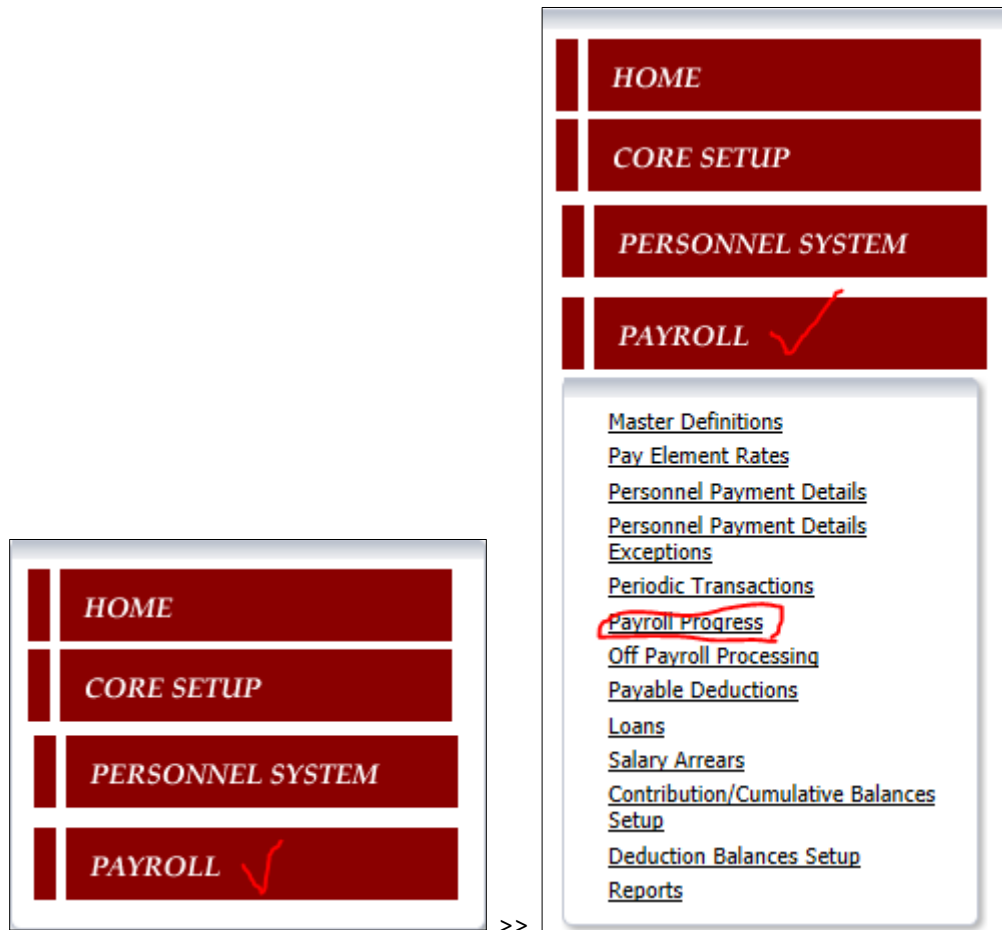 HOME
CORE SETUP
PERSONNEL SYSTEM
PAYROLL
>>
HOME
CORE SETUP
PERSONNEL SYSTEM
PAYROLL
Master Definitions
Pay Element Rates
Personnel Payment Details
Personnel Payment Details
Exceptions
Periodic Transactions
Payroll Progress
Off Payroll Processing
Payable Deductions
Loans
Salary Arrears
Contribution/Cumulative Balances
Setup
Deduction Balances Setup
Reports